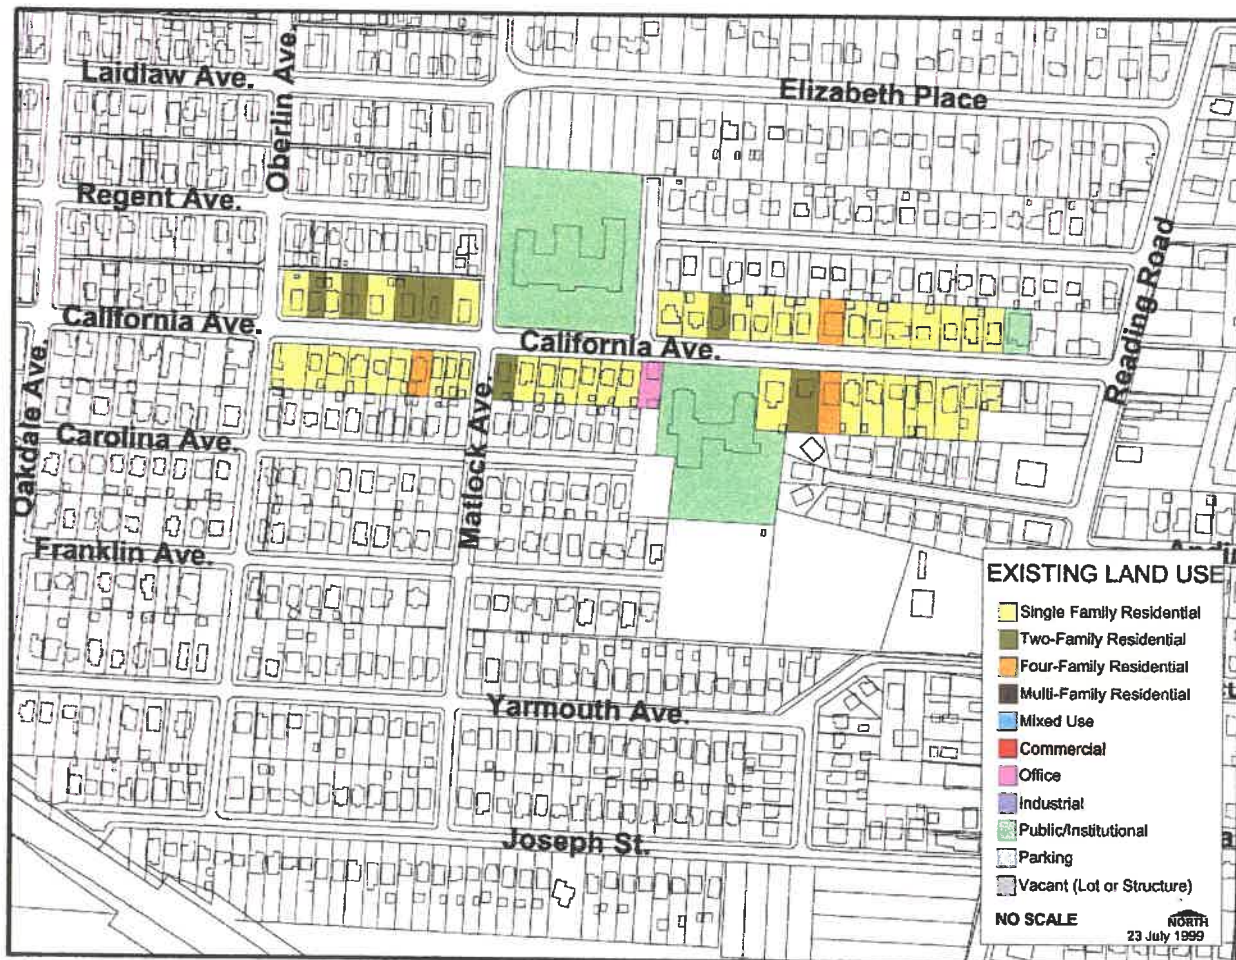 Laidlaw Ave.
Oberlin Ave.
Elizabeth Place
Regent Ave.
Reading Road
California Ave.
California Ave.
Oakdale Ave.
Matlock Ave.
Carolina Ave.
Franklin Ave.
Yarmouth Ave.
Joseph St.
EXISTING LAND USE
Single Family Residential
Two-Family Residential
Four-Family Residential
Multi-Family Residential
Mixed Use
Commercial
Office
Industrial
Public/Institutional
Parking
Vacant (Lot or Structure)
NO SCALE
NORTH
23 July 1999